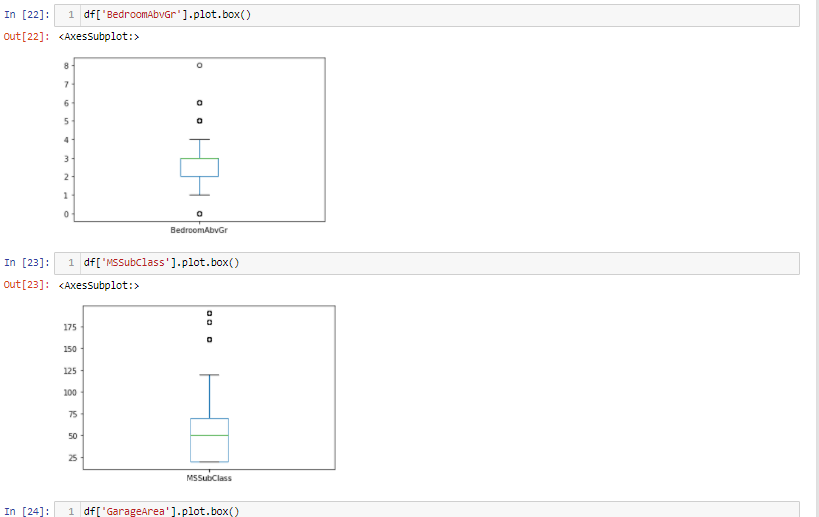 In [22]: 1 df['BedroomAbvGr'].plot.box()
Out[22]: <AxesSubplot:>
8
7
6
5
4
3
2
1
0
BedroomAbvGr
In [23]: 1 df['MSSubClass'].plot.box()
Out[23]: <AxesSubplot:>
175
150
125
100
75
50
25
MSSubClass
In [24]: 1 df['GarageArea'].plot.box()